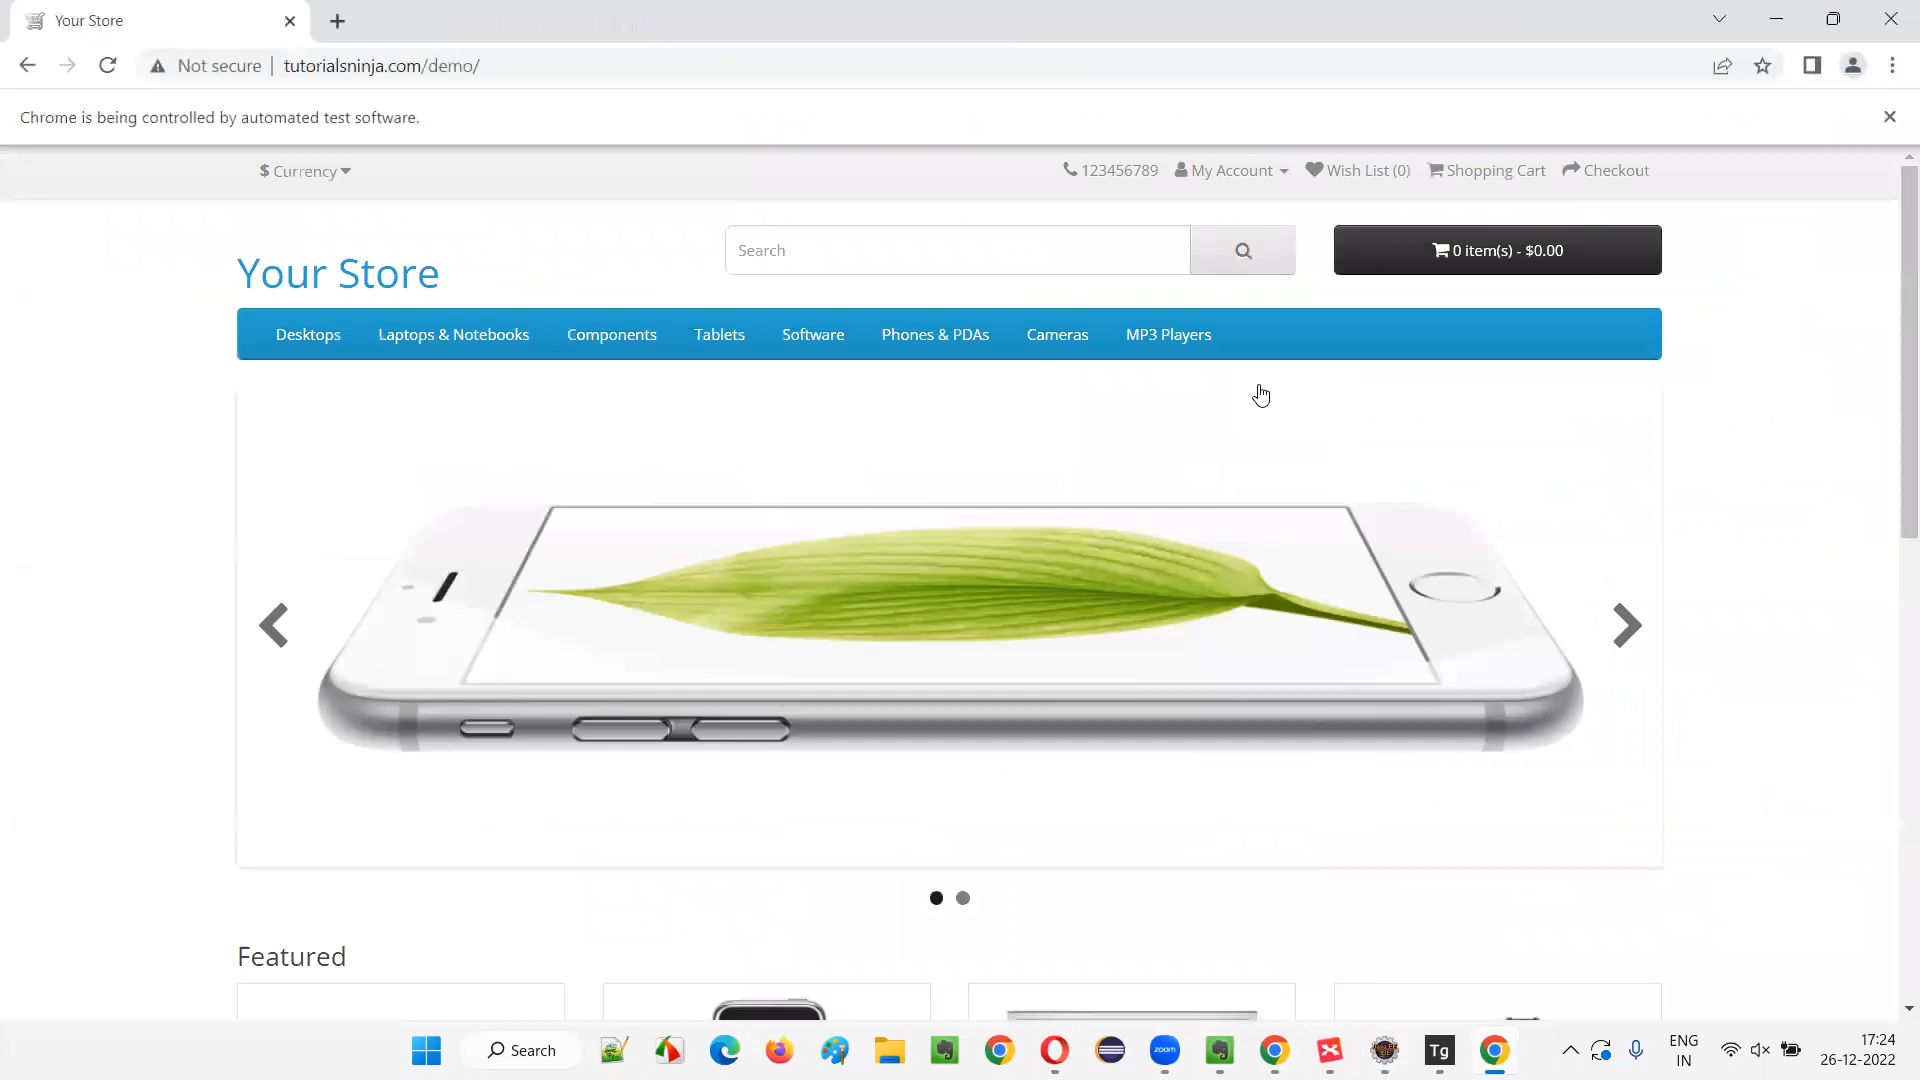 Your Store
Not secure | tutorialsninja.com/demo/
Chrome is being controlled by automated test software.
$ Currency 123456789 My Account Wish List (0) Shopping Cart Checkout
Your Store Search 0 item(s) - $0.00
Desktops Laptops & Notebooks Components Tablets Software Phones & PDAs Cameras MP3 Players
Featured
Search zoom Tg ENG 17:24
IN 26-12-2022